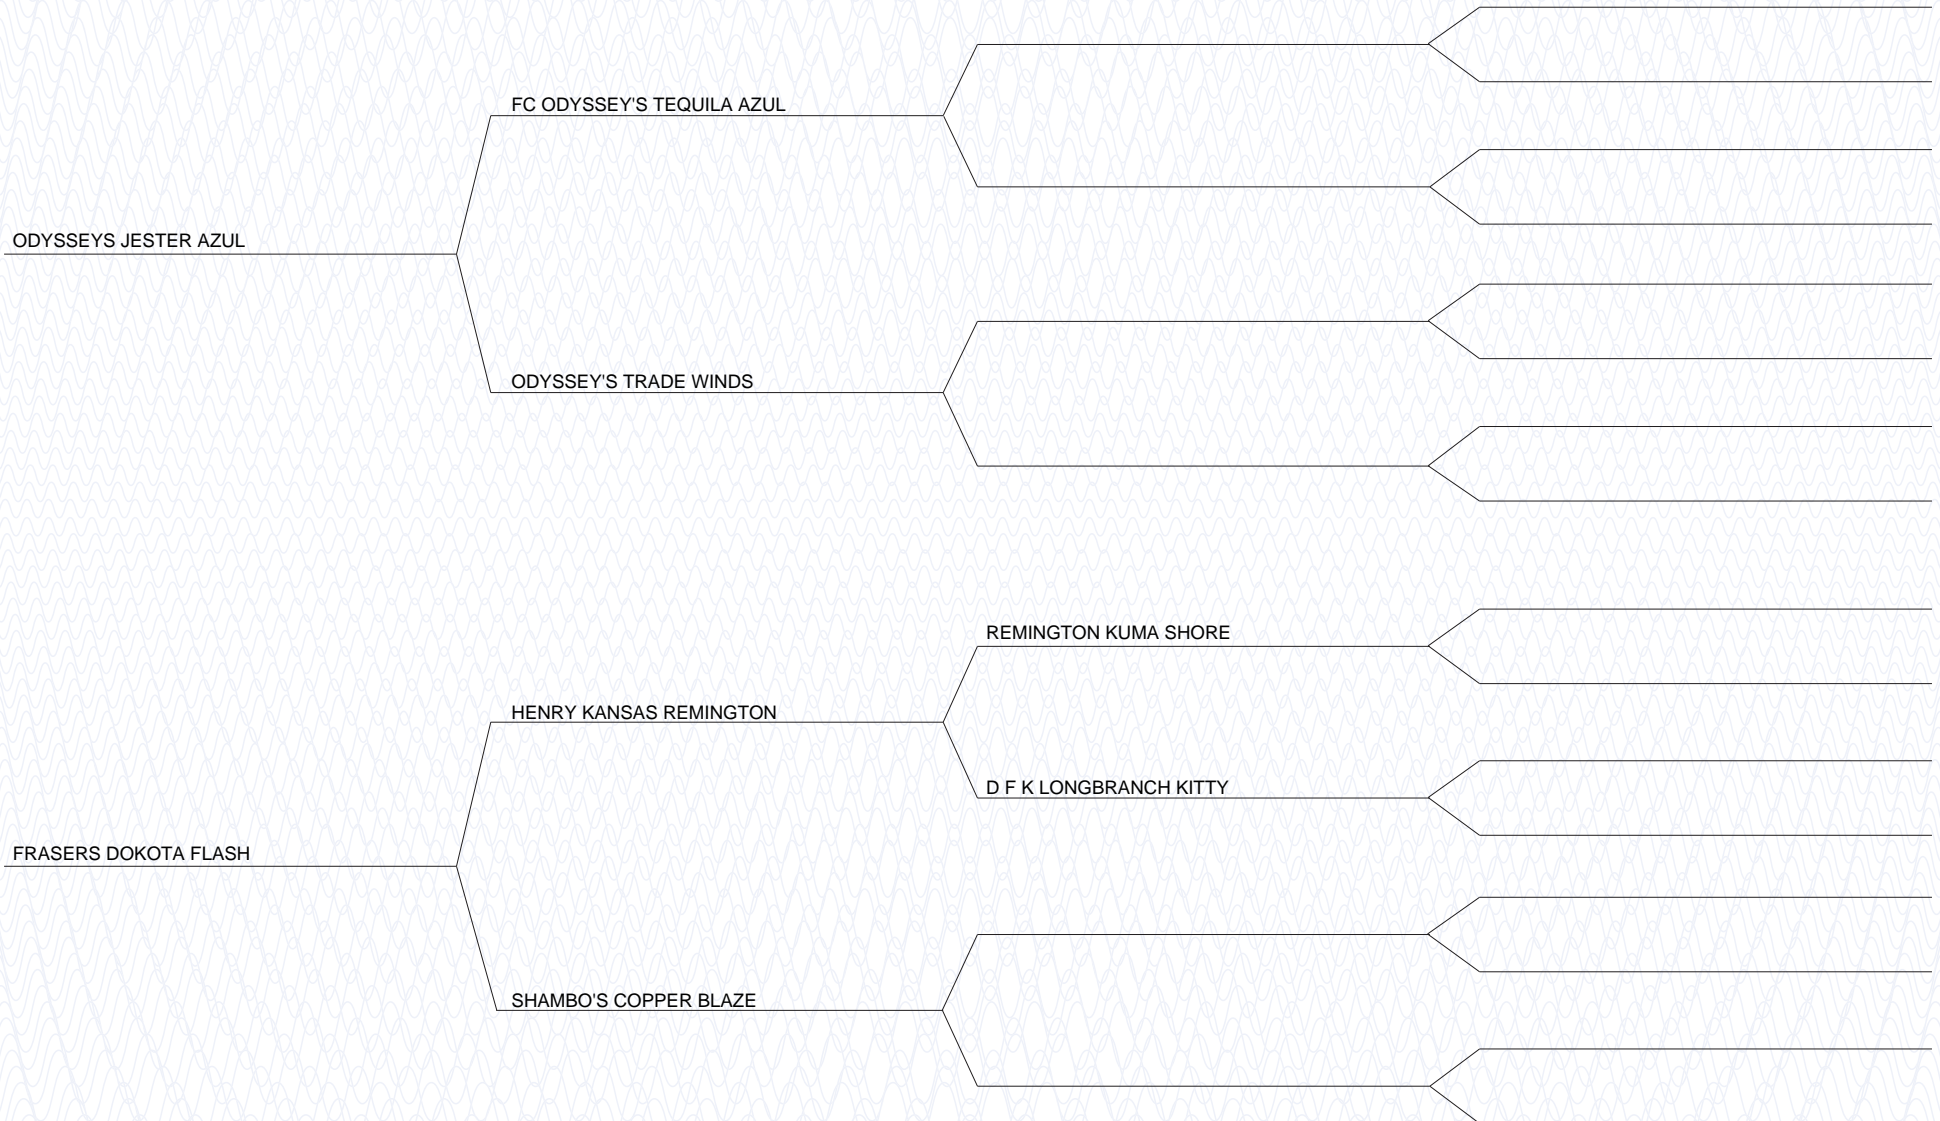 FC ODYSSEY'S TEQUILA AZUL
ODYSSEYS JESTER AZUL
ODYSSEY'S TRADE WINDS
REMINGTON KUMA SHORE
HENRY KANSAS REMINGTON
D F K LONGBRANCH KITTY
FRASERS DOKOTA FLASH
SHAMBO'S COPPER BLAZE